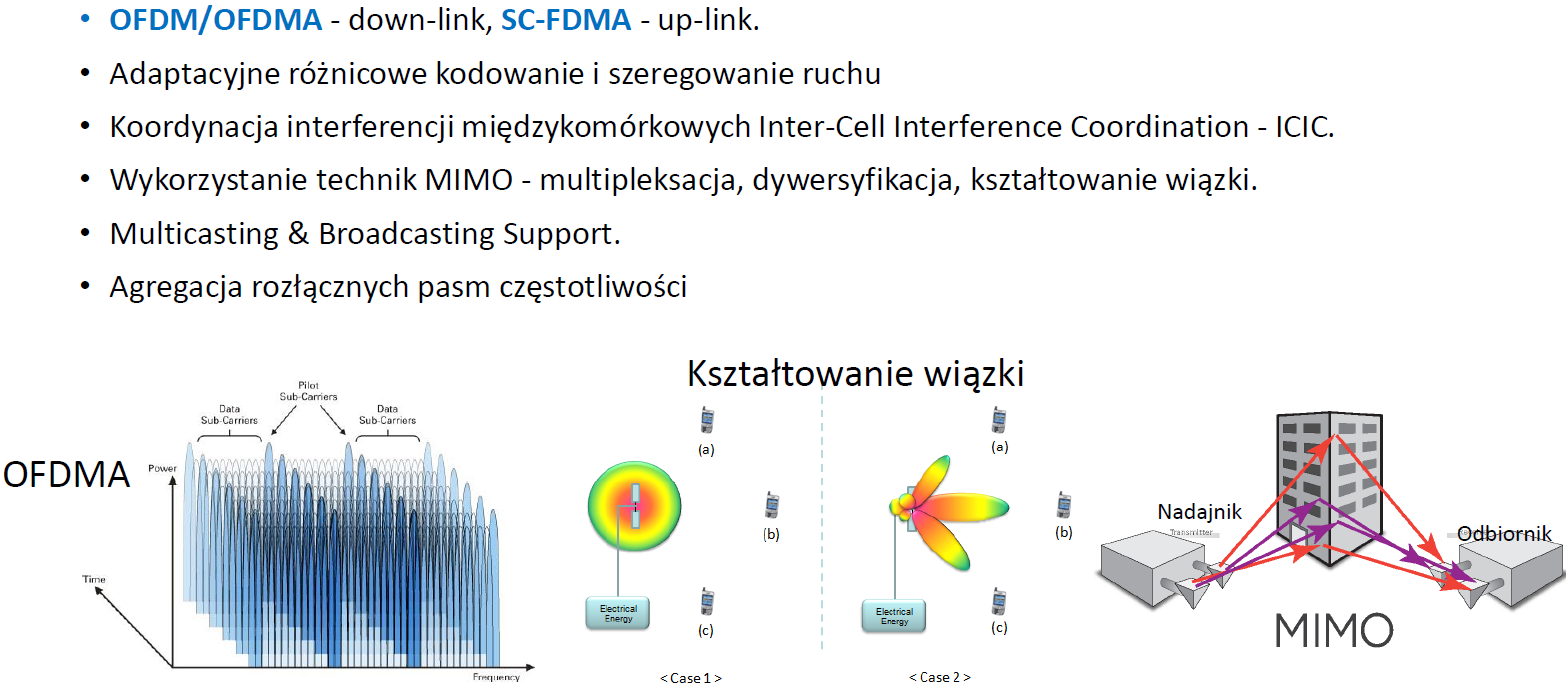 • OFDM/OFDMA - down-link, SC-FDMA - up-link.
• Adaptacyjne różnicowe kodowanie i szeregowanie ruchu
• Koordynacja interferencji międzykomórkowych Inter-Cell Interference Coordination - ICIC.
• Wykorzystanie technik MIMO - multipleksacja, dywersyfikacja, kształtowanie wiązki.
• Multicasting & Broadcasting Support.
• Agregacja rozłącznych pasm częstotliwości
OFDMA
Pilot
Sub-Carriers
Data
Sub-Carriers
Data
Sub-Carriers
Power
Time
Frequency
Kształtowanie wiązki
(a)
(b)
(c)
Electrical
Energy
< Case 1 >
(a)
(b)
(c)
Electrical
Energy
< Case 2 >
Nadajnik
Transmitter
Odbiornik
MIMO